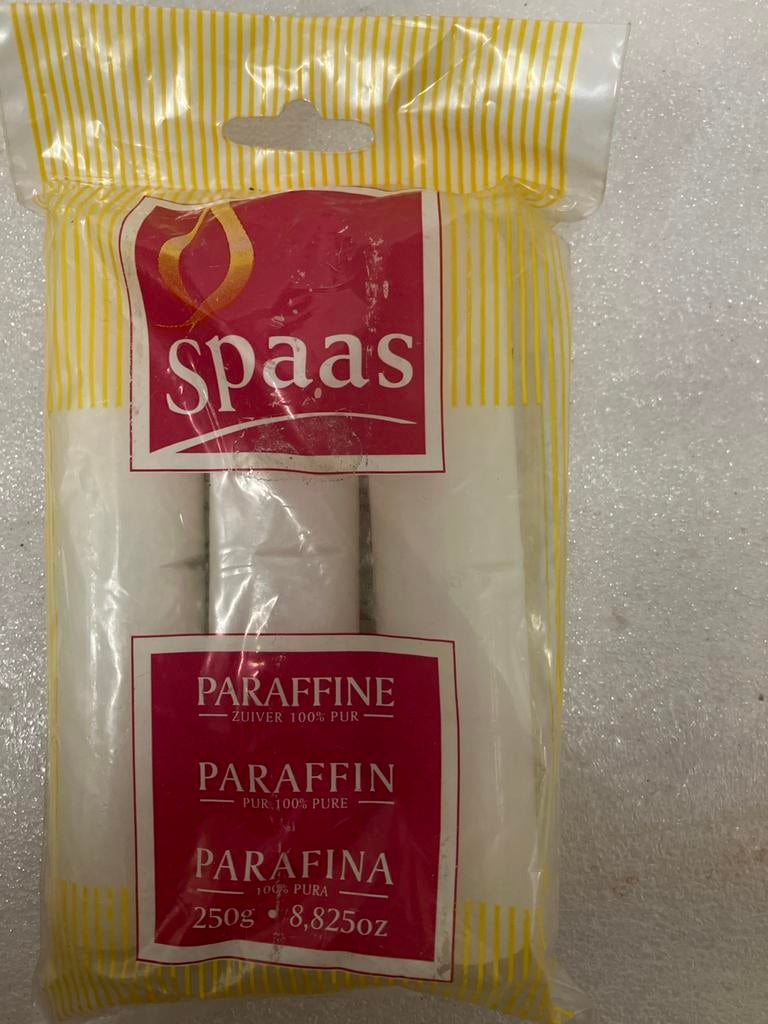 spaas
PARAFFINE
ZUIVER 100% PUR
PARAFFIN
PUR 100% PURE
PARAFINA
100% PURA
250g • 8,825oz